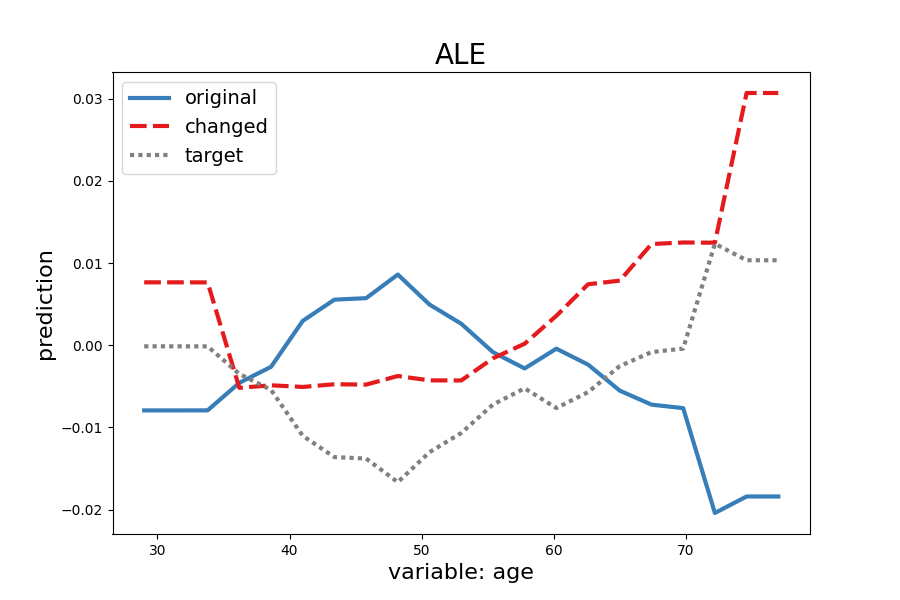 ALE
original
changed
target
0.03
0.02
0.01
0.00
−0.01
−0.02
prediction
30 40 50 60 70
variable: age